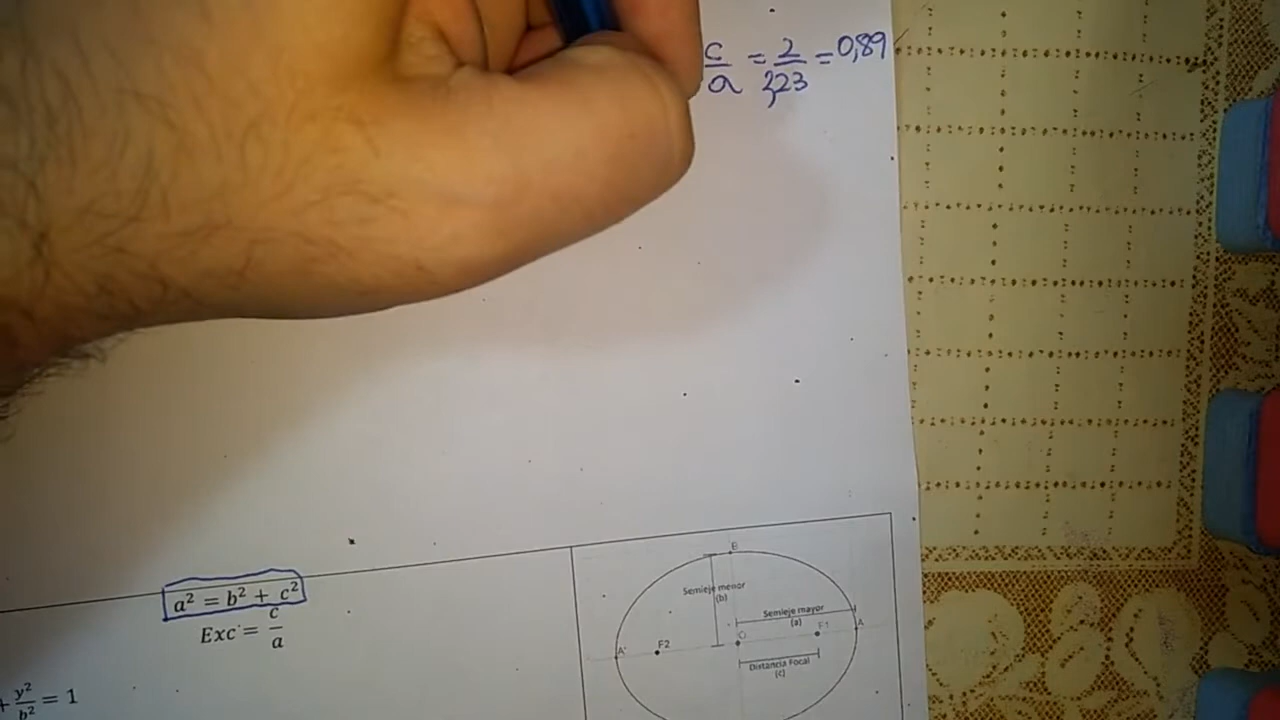 c/a = 2/2,23 = 0,89
a² = b² + c²
Exc = c/a
+ y²/b² = 1
B
Semieje menor
(b)
Semieje mayor
(a)
A' F2 O F1 A
Distancia Focal
(c)